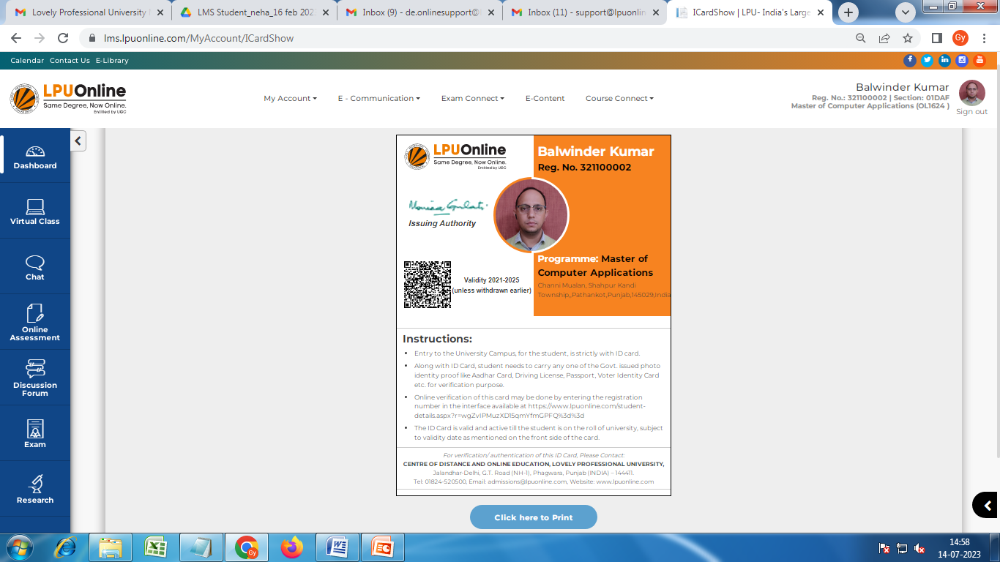 Lovely Professional University
LMS Student_neha_16 feb 202
Inbox (9) - de.onlinesupport@
Inbox (11) - support@lpuonlin
ICardShow | LPU- India's Large
lms.lpuonline.com/MyAccount/ICardShow
Gy
Calendar Contact Us E-Library
LPUOnline
Same Degree, Now Online.
Entitled by UGC
My Account
E - Communication
Exam Connect
E-Content
Course Connect
Balwinder Kumar
Reg. No.: 321100002 | Section: 01DAF
Master of Computer Applications (OL1624 )
Sign out
Dashboard
Virtual Class
Chat
Online
Assessment
Discussion
Forum
Exam
Research
LPUOnline
Same Degree, Now Online.
Entitled by UGC
Balwinder Kumar
Reg. No. 321100002
Issuing Authority
Programme: Master of
Computer Applications
Channi Mualan, Shahpur Kandi
Township,,Pathankot,Punjab,145029,India
Validity 2021-2025
(unless withdrawn earlier)
Instructions:
• Entry to the University Campus, for the student, is strictly with ID card.
• Along with ID Card, student needs to carry any one of the Govt. issued photo
identity proof like Aadhar Card, Driving License, Passport, Voter Identity Card
etc. for verification purpose.
• Online verification of this card may be done by entering the registration
number in the interface available at https://www.lpuonline.com/student-
details.aspx?r=wgZvIPMuzXD15qmYfmGPFQ%3d%3d
• The ID Card is valid and active till the student is on the roll of university, subject
to validity date as mentioned on the front side of the card.
For verification/ authentication of this ID Card, Please Contact:
CENTRE OF DISTANCE AND ONLINE EDUCATION, LOVELY PROFESSIONAL UNIVERSITY,
Jalandhar-Delhi, G.T. Road (NH-1), Phagwara, Punjab (INDIA) – 144411.
Tel: 01824-520500, Email: admissions@lpuonline.com, Website: www.lpuonline.com
Click here to Print
Gy
14:58
14-07-2023